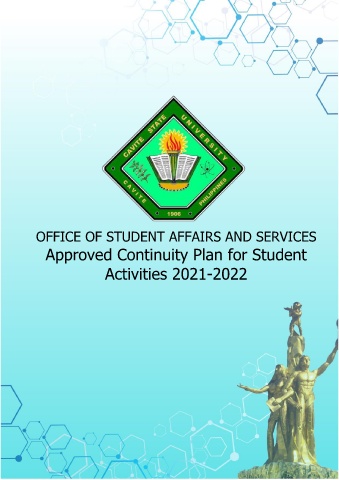 CAVITE STATE UNIVERSITY
CAVITE PHILIPPINES
1906
OFFICE OF STUDENT AFFAIRS AND SERVICES
Approved Continuity Plan for Student
Activities 2021-2022